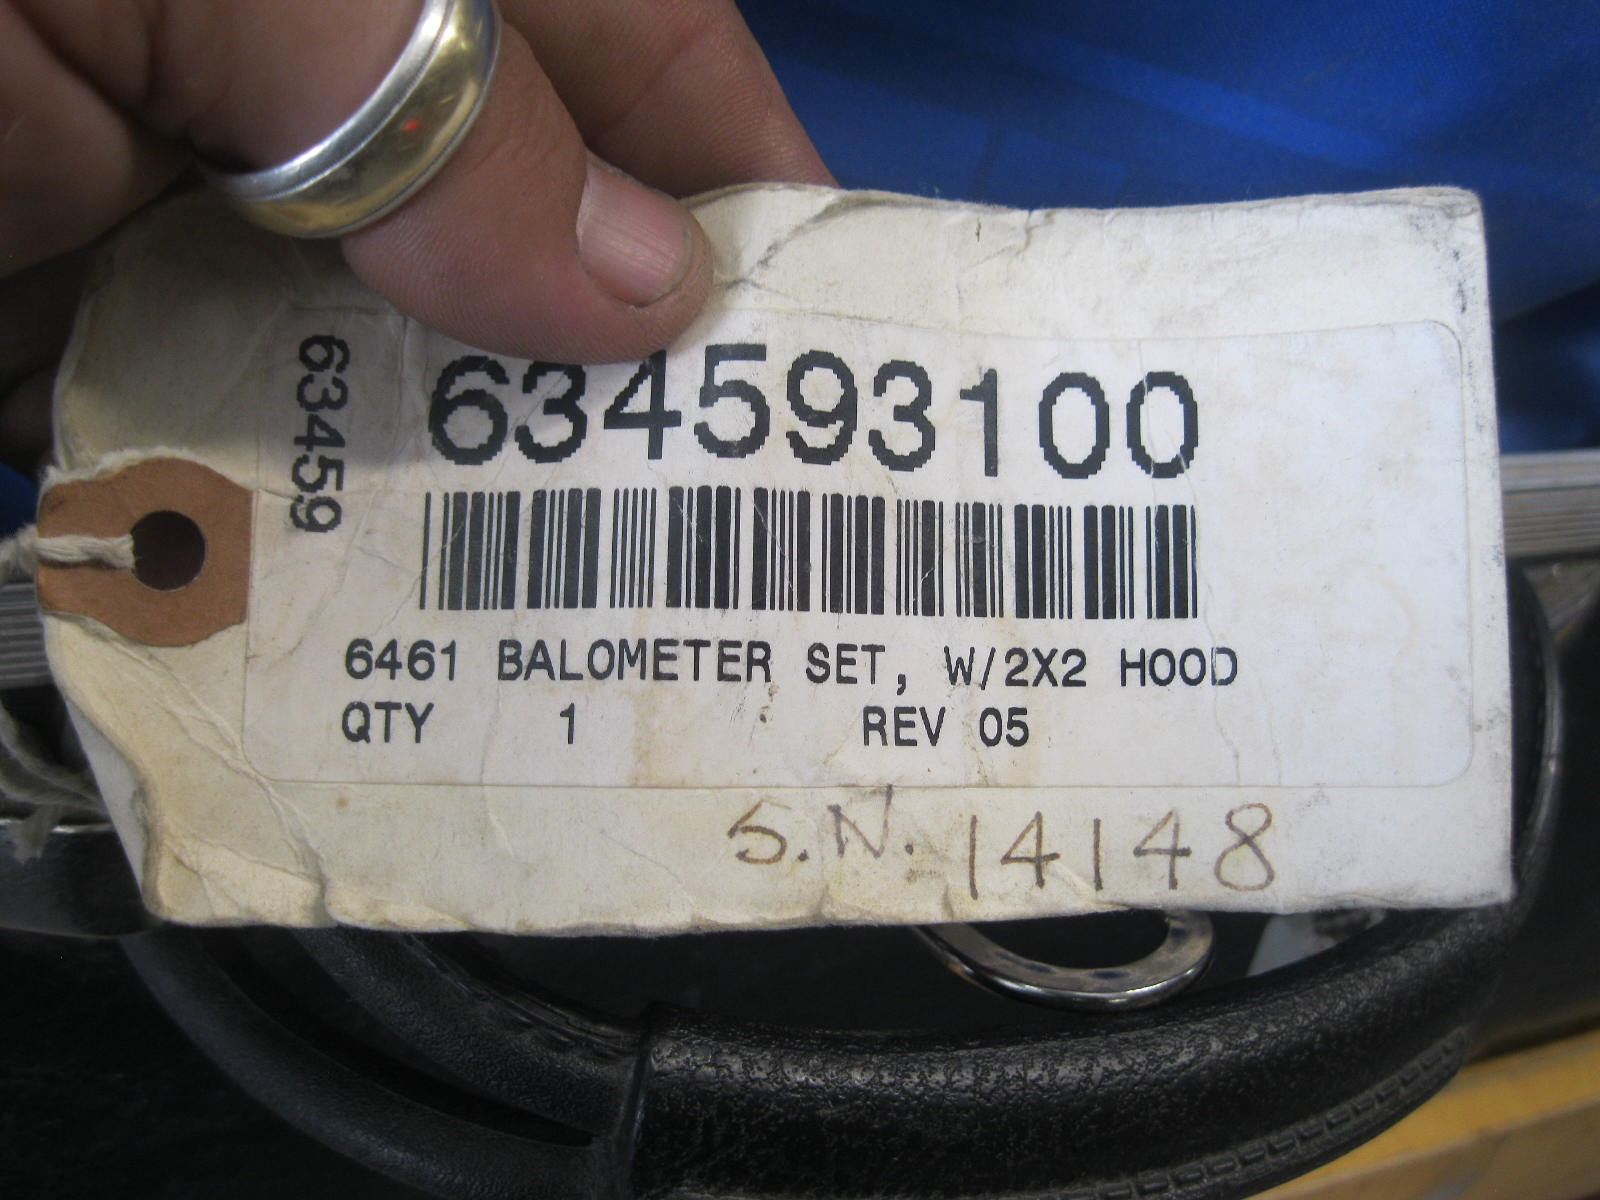 63459
634593100
6461 BALOMETER SET, W/2X2 HOOD
QTY 1 REV 05
S.N. 14148